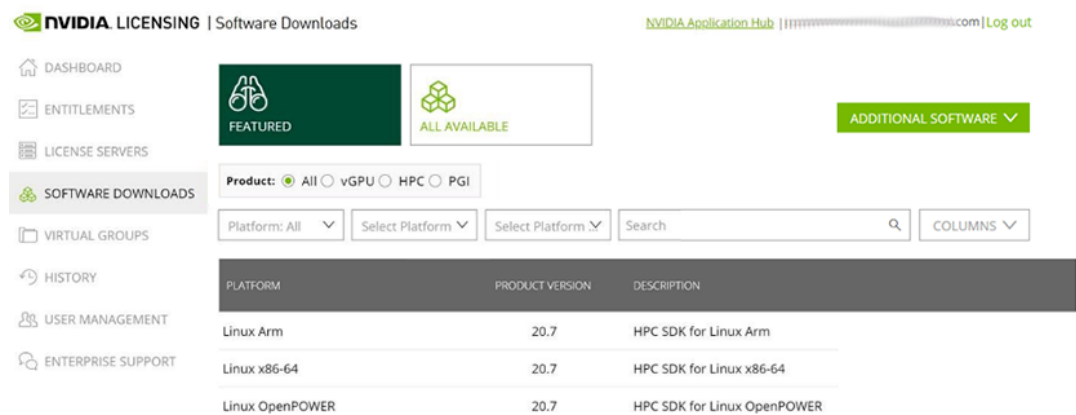 NVIDIA. LICENSING | Software Downloads
NVIDIA Application Hub | .com | Log out
DASHBOARD
ENTITLEMENTS
LICENSE SERVERS
SOFTWARE DOWNLOADS
VIRTUAL GROUPS
HISTORY
USER MANAGEMENT
ENTERPRISE SUPPORT
FEATURED
ALL AVAILABLE
ADDITIONAL SOFTWARE
Product: All vGPU HPC PGI
Platform: All Select Platform Select Platform .. Search COLUMNS
PLATFORM PRODUCT VERSION DESCRIPTION
Linux Arm 20.7 HPC SDK for Linux Arm
Linux x86-64 20.7 HPC SDK for Linux x86-64
Linux OpenPOWER 20.7 HPC SDK for Linux OpenPOWER